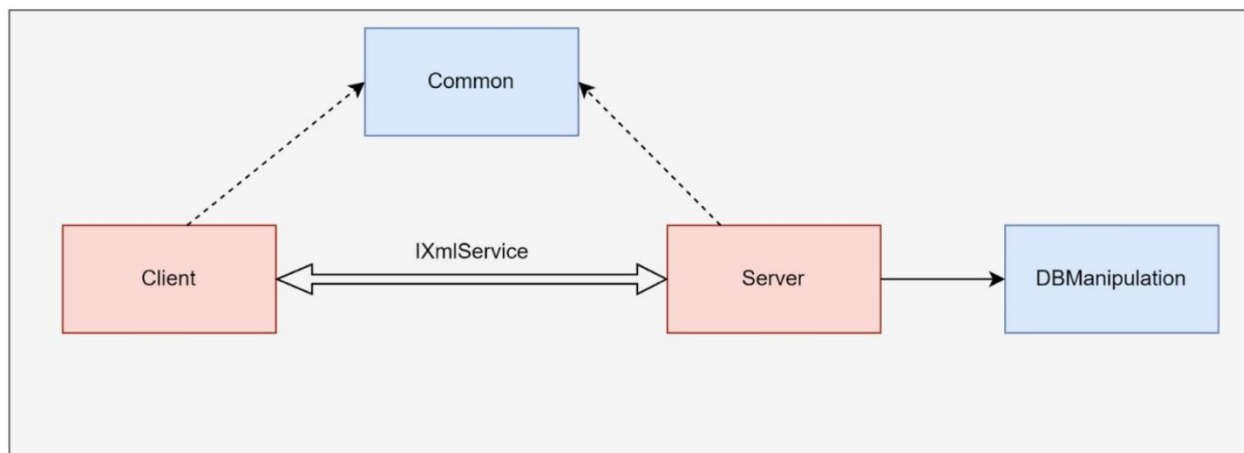 Common
IXmlService
Client
Server
DBManipulation